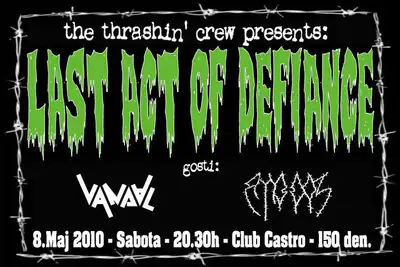 the thrashin' crew presents:
LAST ACT OF DEFIANCE
gosti:
8.Maj 2010 - Sabota - 20.30h - Club Castro - 150 den.